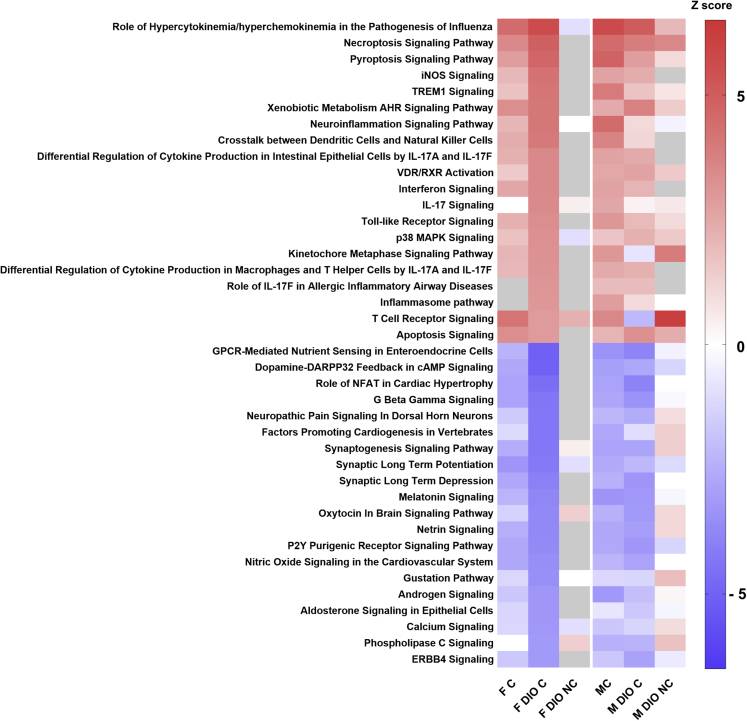 Z score
Role of Hypercytokinemia/hyperchemokinemia in the Pathogenesis of Influenza
Necroptosis Signaling Pathway
Pyroptosis Signaling Pathway
iNOS Signaling
TREM1 Signaling
Xenobiotic Metabolism AHR Signaling Pathway
Neuroinflammation Signaling Pathway
Crosstalk between Dendritic Cells and Natural Killer Cells
Differential Regulation of Cytokine Production in Intestinal Epithelial Cells by IL-17A and IL-17F
VDR/RXR Activation
Interferon Signaling
IL-17 Signaling
Toll-like Receptor Signaling
p38 MAPK Signaling
Kinetochore Metaphase Signaling Pathway
Differential Regulation of Cytokine Production in Macrophages and T Helper Cells by IL-17A and IL-17F
Role of IL-17F in Allergic Inflammatory Airway Diseases
Inflammasome pathway
T Cell Receptor Signaling
Apoptosis Signaling
GPCR-Mediated Nutrient Sensing in Enteroendocrine Cells
Dopamine-DARPP32 Feedback in cAMP Signaling
Role of NFAT in Cardiac Hypertrophy
G Beta Gamma Signaling
Neuropathic Pain Signaling In Dorsal Horn Neurons
Factors Promoting Cardiogenesis in Vertebrates
Synaptogenesis Signaling Pathway
Synaptic Long Term Potentiation
Synaptic Long Term Depression
Melatonin Signaling
Oxytocin In Brain Signaling Pathway
Netrin Signaling
P2Y Purigenic Receptor Signaling Pathway
Nitric Oxide Signaling in the Cardiovascular System
Gustation Pathway
Androgen Signaling
Aldosterone Signaling in Epithelial Cells
Calcium Signaling
Phospholipase C Signaling
ERBB4 Signaling
F C
F DIO C
F DIO NC
MC
M DIO C
M DIO NC
5
0
- 5